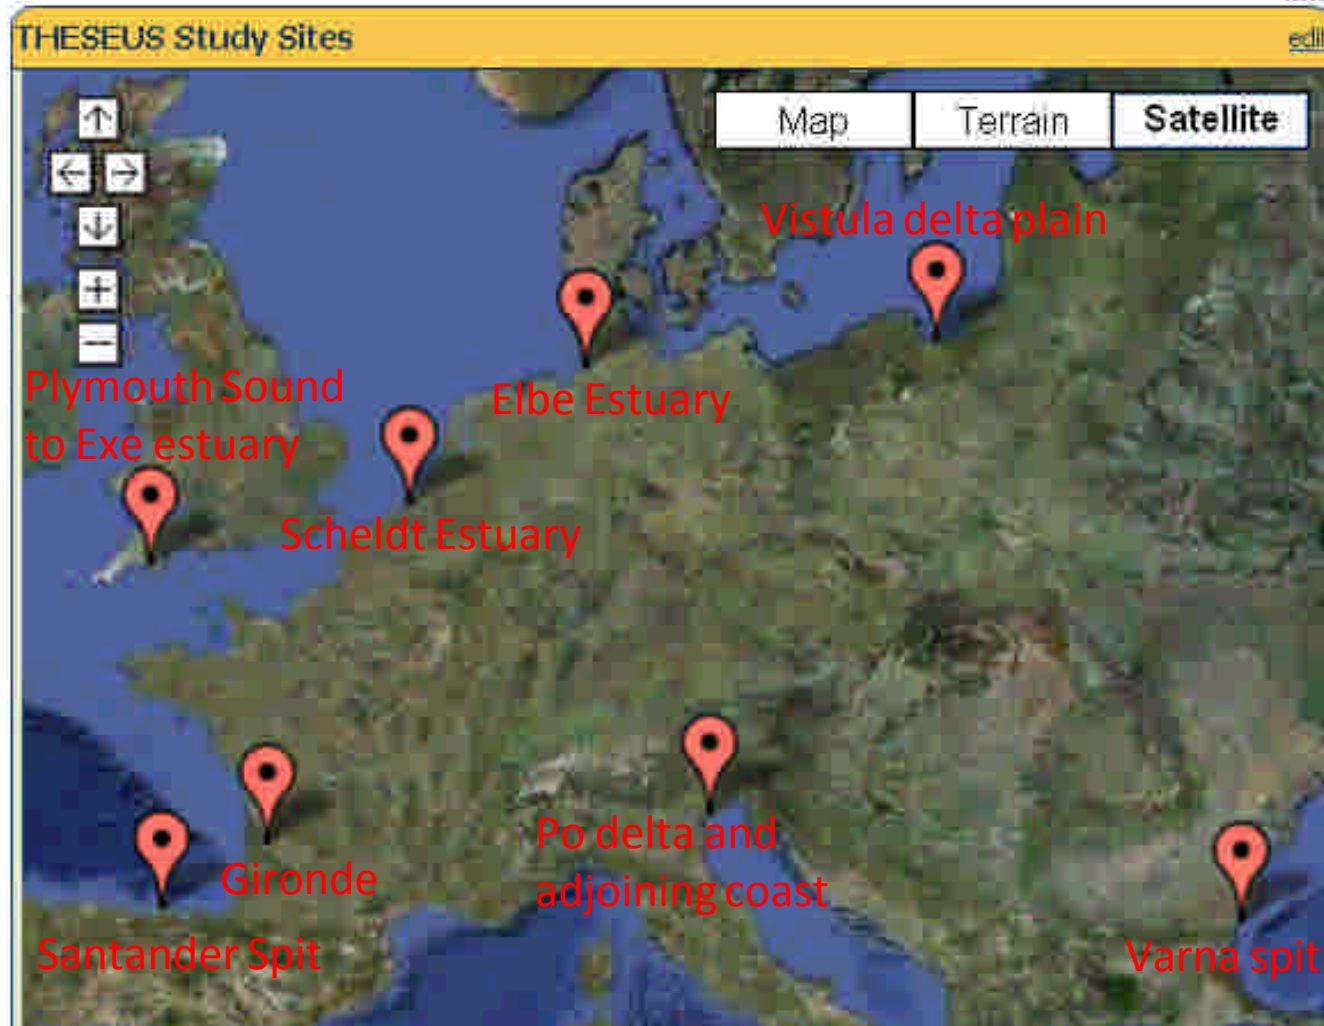 THESEUS Study Sites
edit
Map
Terrain
Satellite
Vistula delta plain
Plymouth Sound
to Exe estuary
Elbe Estuary
Scheldt Estuary
Po delta and
adjoining coast
Gironde
Santander Spit
Varna spit